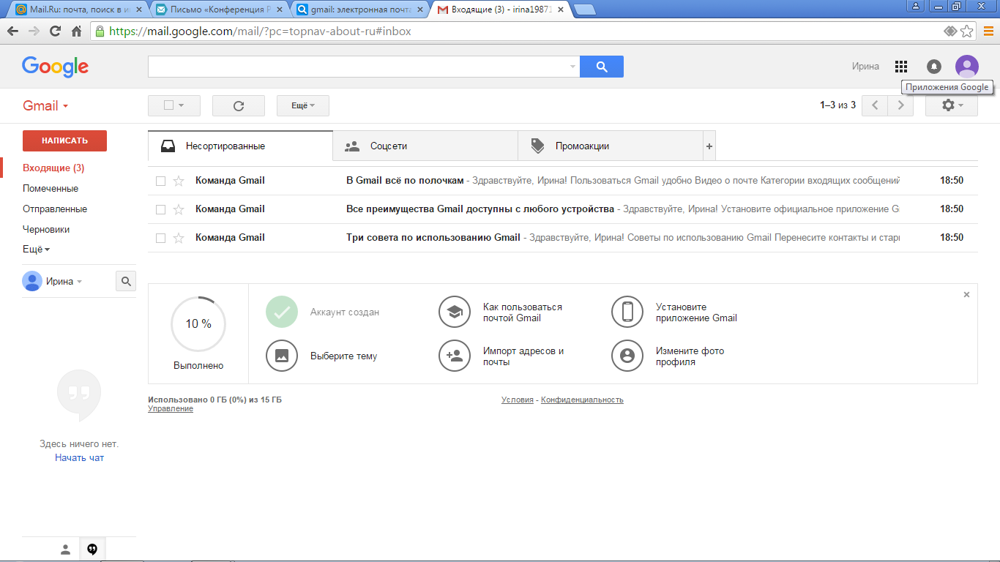 Mail.Ru: почта, поиск в и
Письмо «Конференция Р
gmail: электронная почта
Входящие (3) - irina19871
https://mail.google.com/mail/?pc=topnav-about-ru#inbox
Google
Ирина
Приложения Google
Gmail
Ещё
1–3 из 3
НАПИСАТЬ
Несортированные
Соцсети
Промоакции
+
Входящие (3)
Помеченные
Отправленные
Черновики
Ещё
Ирина
Команда Gmail В Gmail всё по полочкам - Здравствуйте, Ирина! Пользоваться Gmail удобно Видео о почте Категории входящих сообщений 18:50
Команда Gmail Все преимущества Gmail доступны с любого устройства - Здравствуйте, Ирина! Установите официальное приложение G 18:50
Команда Gmail Три совета по использованию Gmail - Здравствуйте, Ирина! Советы по использованию Gmail Перенесите контакты и стар 18:50
10 %
Выполнено
Аккаунт создан
Как пользоваться
почтой Gmail
Установите
приложение Gmail
Выберите тему
Импорт адресов и
почты
Измените фото
профиля
Использовано 0 ГБ (0%) из 15 ГБ
Управление
Условия - Конфиденциальность
Здесь ничего нет.
Начать чат